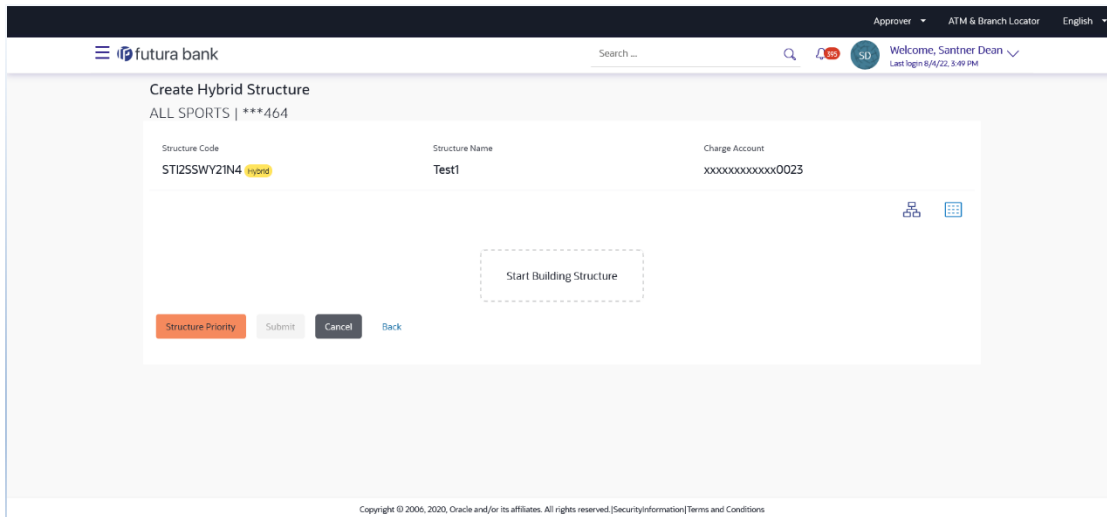 Approver ATM & Branch Locator English
futura bank Search ... 395 SD Welcome, Santner Dean
Last login 8/4/22, 3:49 PM
Create Hybrid Structure
ALL SPORTS | ***464
Structure Code Structure Name Charge Account
STI2SSWY21N4 Hybrid Test1 xxxxxxxxxxxx0023
Start Building Structure
Structure Priority Submit Cancel Back
Copyright © 2006, 2020, Oracle and/or its affiliates. All rights reserved.|SecurityInformation|Terms and Conditions